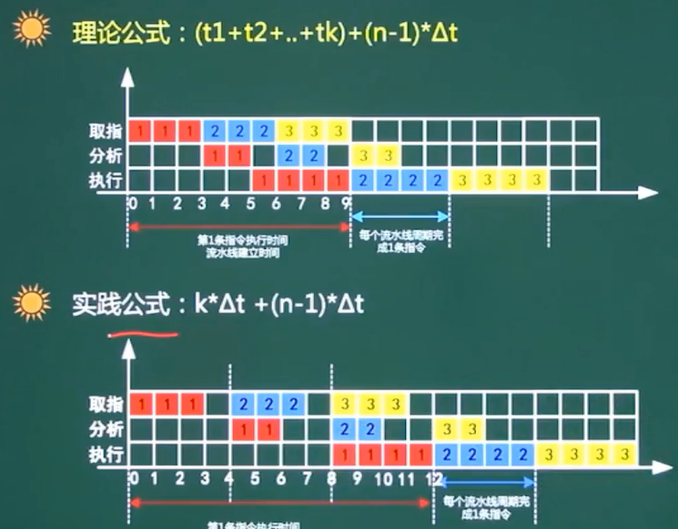 理论公式：(t1+t2+..+tk)+(n-1)*Δt
取指 1 1 1 2 2 2 3 3 3
分析 1 1 2 2 3 3
执行 1 1 1 1 2 2 2 2 3 3 3 3
0 1 2 3 4 5 6 7 8 9
第1条指令执行时间
流水线建立时间
每个流水线周期完
成1条指令
实践公式：k*Δt +(n-1)*Δt
取指 1 1 1 2 2 2 3 3 3
分析 1 1 2 2 3 3
执行 1 1 1 1 2 2 2 2 3 3 3 3
0 1 2 3 4 5 6 7 8 9 10 11 12
每个流水线周期完
成1条指令
第1条指令执行时间